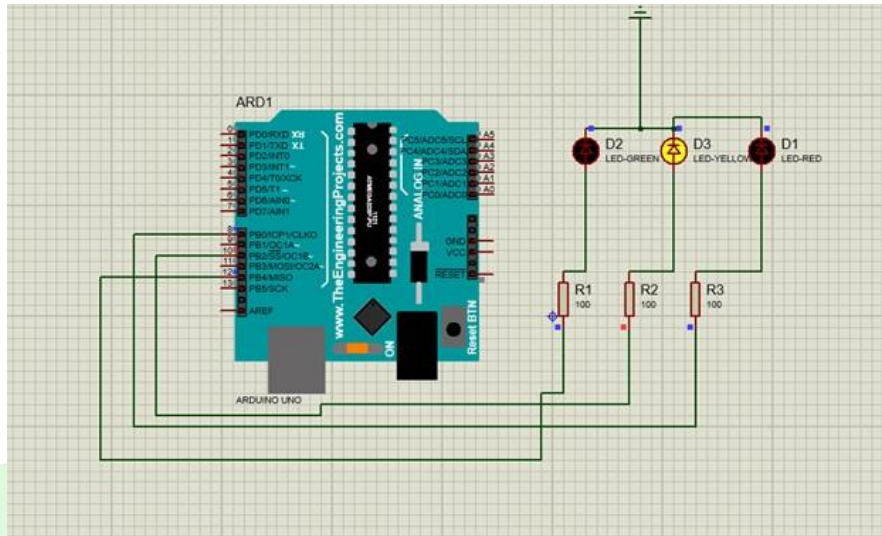 ARD1
www.TheEngineeringProjects.com
RX
TX
0
1
2
3
4
5
6
7
PD0/RXD
PD1/TXD
PD2/INT0
PD3/INT1~
PD4/T0/XCK
PD5/T1~
PD6/AIN0~
PD7/AIN1
8
9
10
11
12
13
PB0/ICP1/CLKO
PB1/OC1A~
PB2/SS/OC1B~
PB3/MOSI/OC2A~
PB4/MISO
PB5/SCK
AREF
ARDUINO UNO
ATMEGA328P-PU
1121
ANALOG IN
PC5/ADC5/SCL
PC4/ADC4/SDA
PC3/ADC3
PC2/ADC2
PC1/ADC1
PC0/ADC0
A5
A4
A3
A2
A1
A0
GND
VCC
RESET
Reset BTN
ON
D2
LED-GREEN
D3
LED-YELLOW
D1
LED-RED
R1
100
R2
100
R3
100